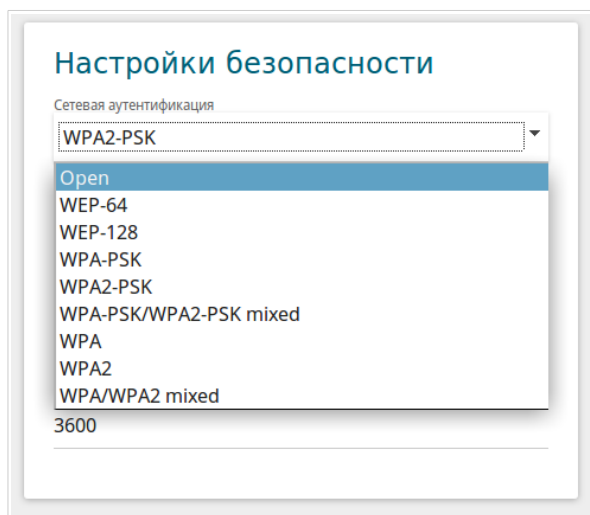 Настройки безопасности
Сетевая аутентификация
WPA2-PSK
Open
WEP-64
WEP-128
WPA-PSK
WPA2-PSK
WPA-PSK/WPA2-PSK mixed
WPA
WPA2
WPA/WPA2 mixed
3600